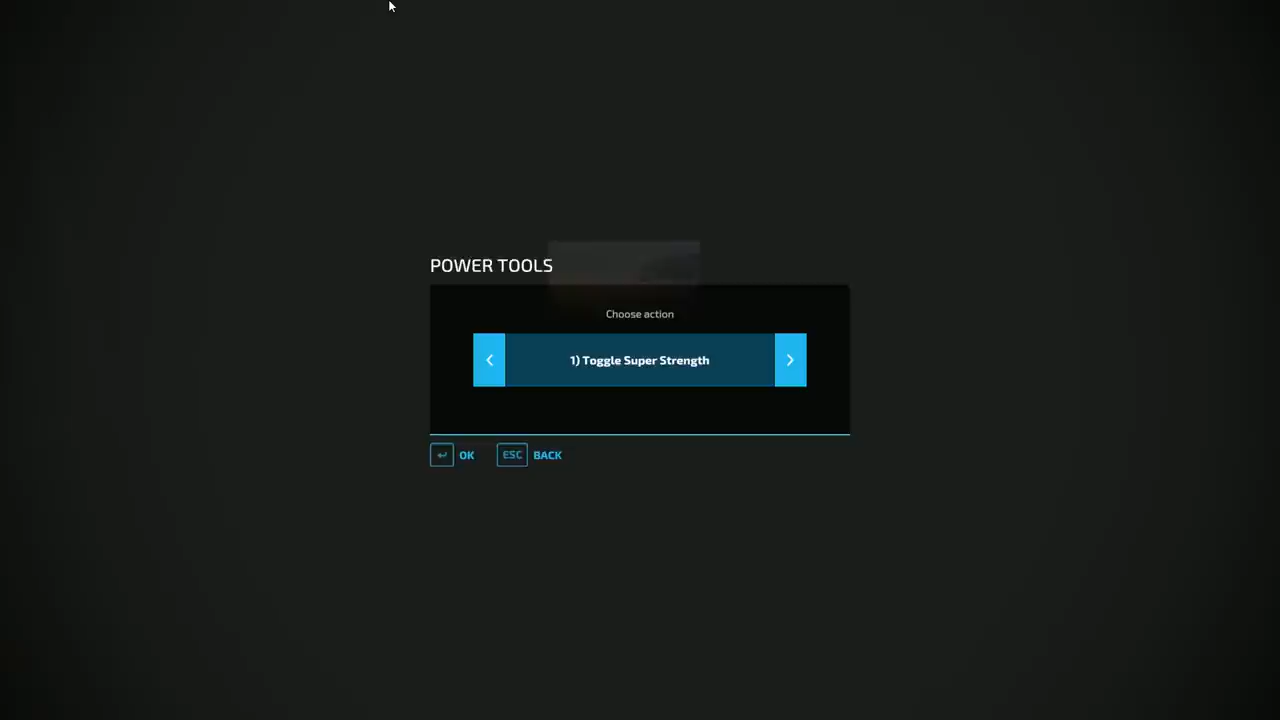 POWER TOOLS
Choose action
1) Toggle Super Strength
OK
ESC BACK